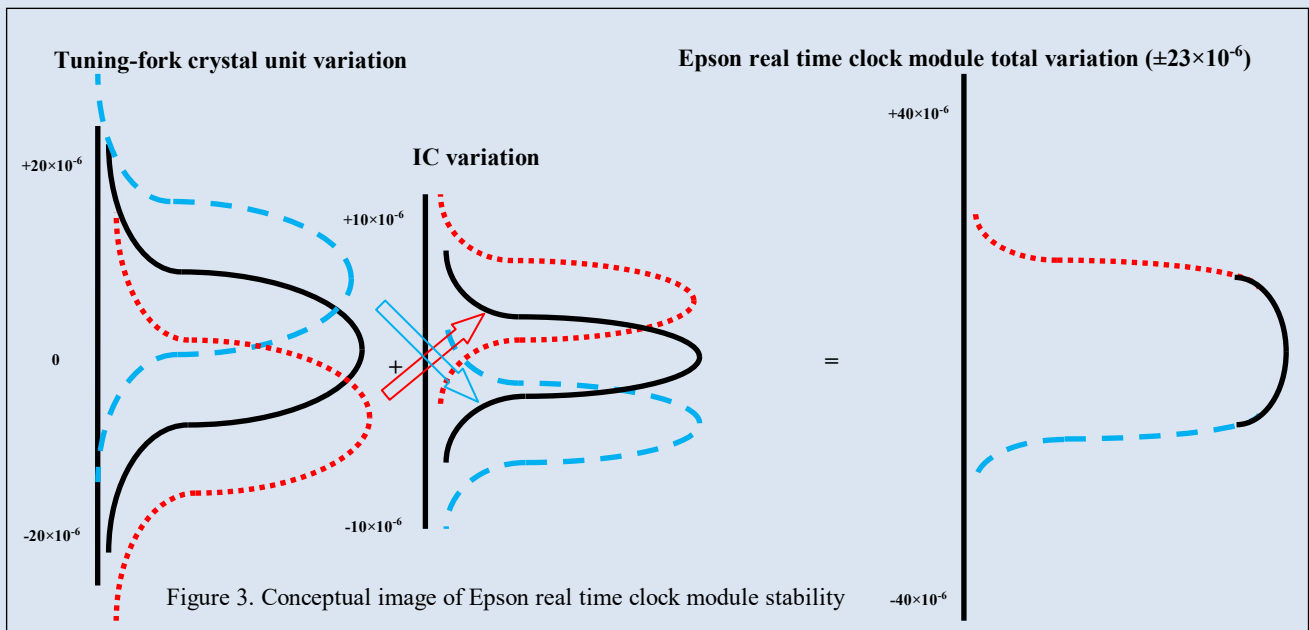 Tuning-fork crystal unit variation
Epson real time clock module total variation (±23×10⁻⁶)
+40×10⁻⁶
+20×10⁻⁶
IC variation
+10×10⁻⁶
0
+
=
-10×10⁻⁶
-20×10⁻⁶
-40×10⁻⁶
Figure 3. Conceptual image of Epson real time clock module stability